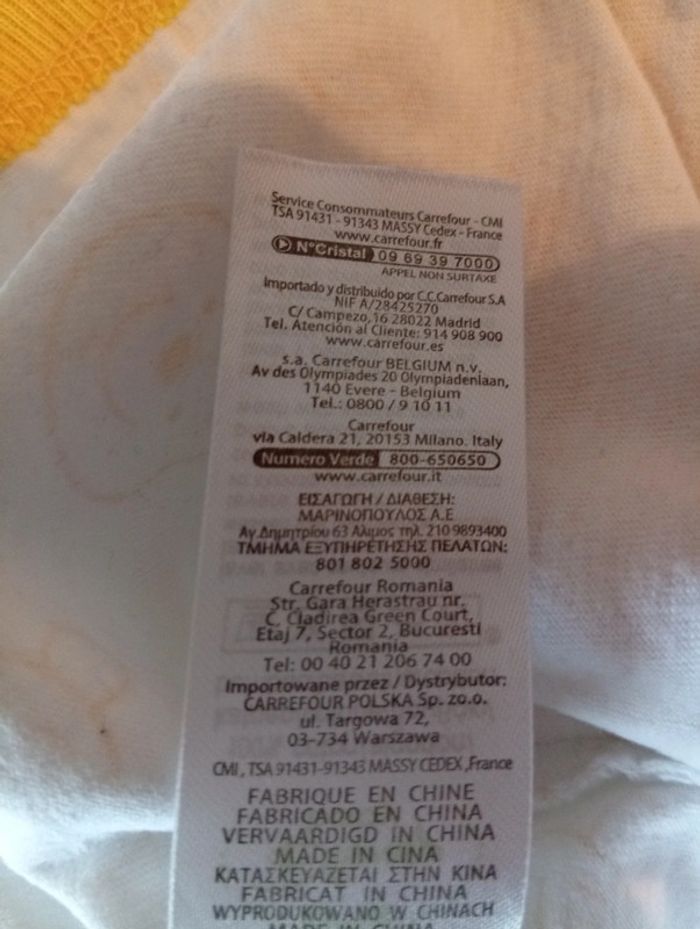 Service Consommateurs Carrefour - CMI
TSA 91431 - 91343 MASSY Cedex - France
www.carrefour.fr
N°Cristal 09 69 39 7000
APPEL NON SURTAXE
Importado y distribuido por C.C.Carrefour S.A
NIF A/28425270
C/ Campezo,16 28022 Madrid
Tel. Atención al Cliente: 914 908 900
www.carrefour.es
s.a. Carrefour BELGIUM n.v.
Av des Olympiades 20 Olympiadenlaan,
1140 Evere - Belgium
Tel.: 0800 / 9 10 11
Carrefour
via Caldera 21, 20153 Milano. Italy
Numero Verde 800-650650
www.carrefour.it
ΕΙΣΑΓΩΓΗ / ΔΙΑΘΕΣΗ:
ΜΑΡΙΝΟΠΟΥΛΟΣ Α.Ε
Αγ Δημητρίου 63 Αλιμος τηλ. 210 9893400
ΤΜΗΜΑ ΕΞΥΠΗΡΕΤΗΣΗΣ ΠΕΛΑΤΩΝ:
801 802 5000
Carrefour Romania
Str. Gara Herastrau nr.
C, Cladirea Green Court,
Etaj 7, Sector 2, Bucuresti
Romania
Tel: 00 40 21 206 74 00
Importowane przez / Dystrybutor:
CARREFOUR POLSKA Sp. zo.o.
ul. Targowa 72,
03-734 Warszawa
CMI , TSA 91431-91343 MASSY CEDEX ,France
FABRIQUE EN CHINE
FABRICADO EN CHINA
VERVAARDIGD IN CHINA
MADE IN CINA
ΚΑΤΑΣΚΕΥΑΖΕΤΑΙ ΣΤΗΝ ΚΙΝΑ
FABRICAT IN CHINA
WYPRODUKOWANO W CHINACH
MADE IN CHINA